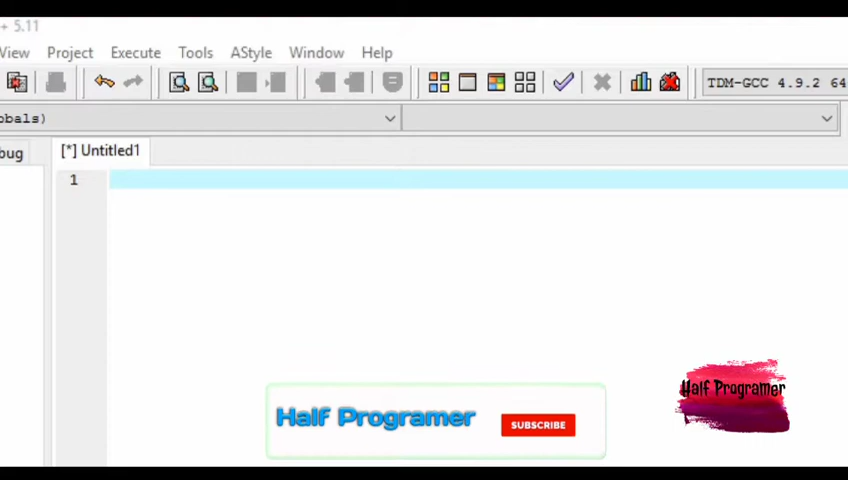 + 5.11
View Project Execute Tools AStyle Window Help
TDM-GCC 4.9.2 64
obals)
bug [*] Untitled1
1
Half Programer
Half Programer SUBSCRIBE